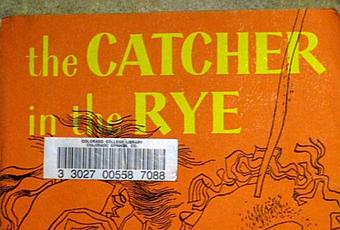 the CATCHER
in the RYE
COLORADO COLLEGE LIBRARY
COLORADO SPRINGS, CO.
3 3027 00558 7088